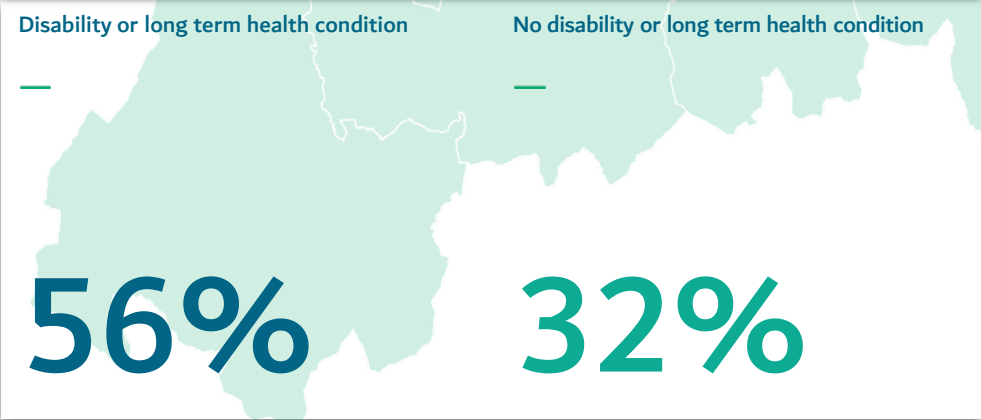 Disability or long term health condition
No disability or long term health condition
56%
32%